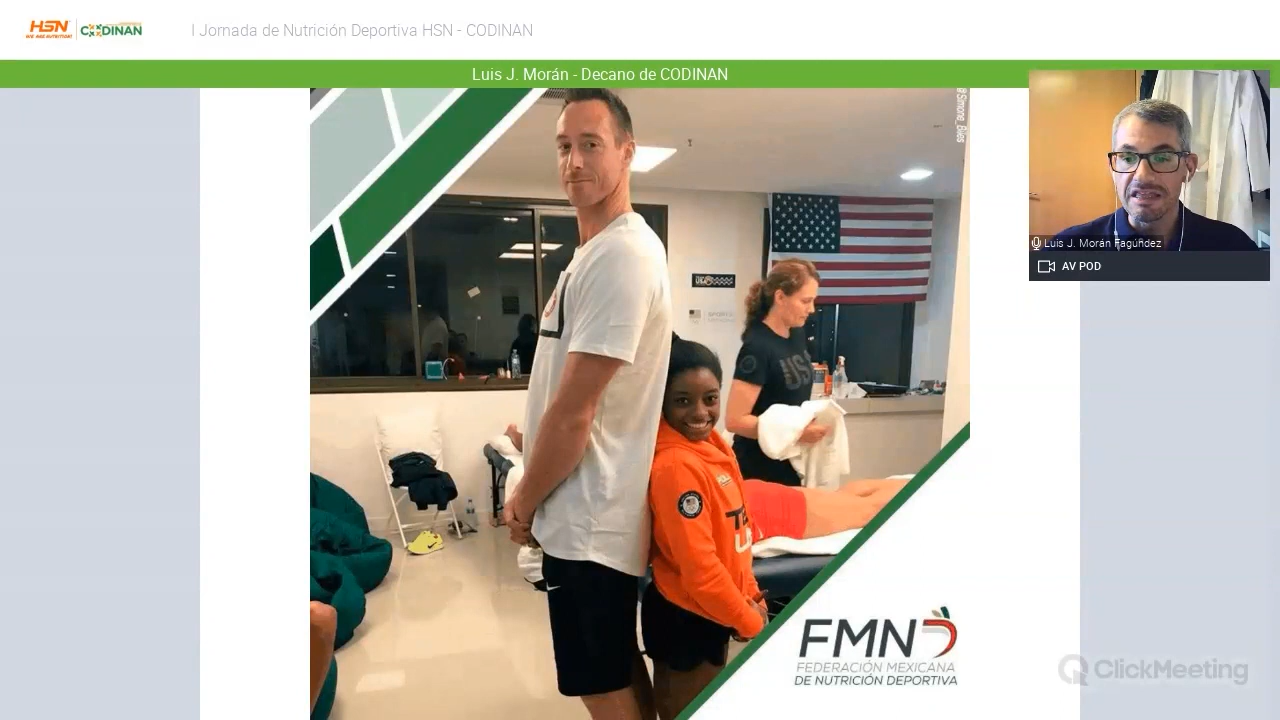 HSN
CODINAN
I Jornada de Nutrición Deportiva HSN - CODINAN
Luis J. Morán - Decano de CODINAN
Luis J. Morán Fagúndez
AV POD
USA
FMN
FEDERACIÓN MEXICANA
DE NUTRICIÓN DEPORTIVA
ClickMeeting